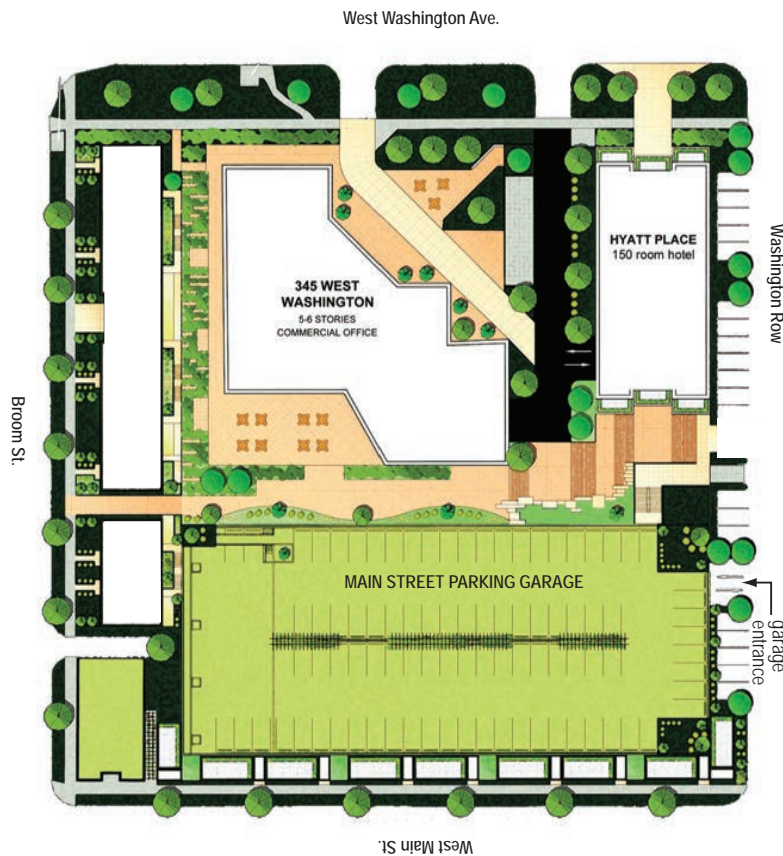 West Washington Ave.
345 WEST
WASHINGTON
5-6 STORIES
COMMERCIAL OFFICE
HYATT PLACE
150 room hotel
Washington Row
Broom St.
MAIN STREET PARKING GARAGE
garage
entrance
West Main St.